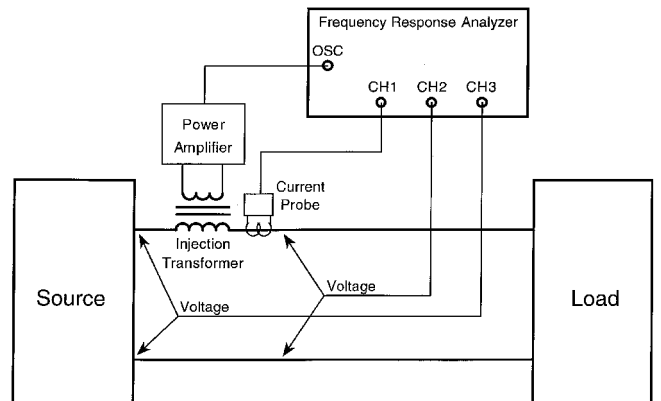 Frequency Response Analyzer
OSC
CH1
CH2
CH3
Power
Amplifier
Current
Probe
Injection
Transformer
Source
Voltage
Voltage
Load